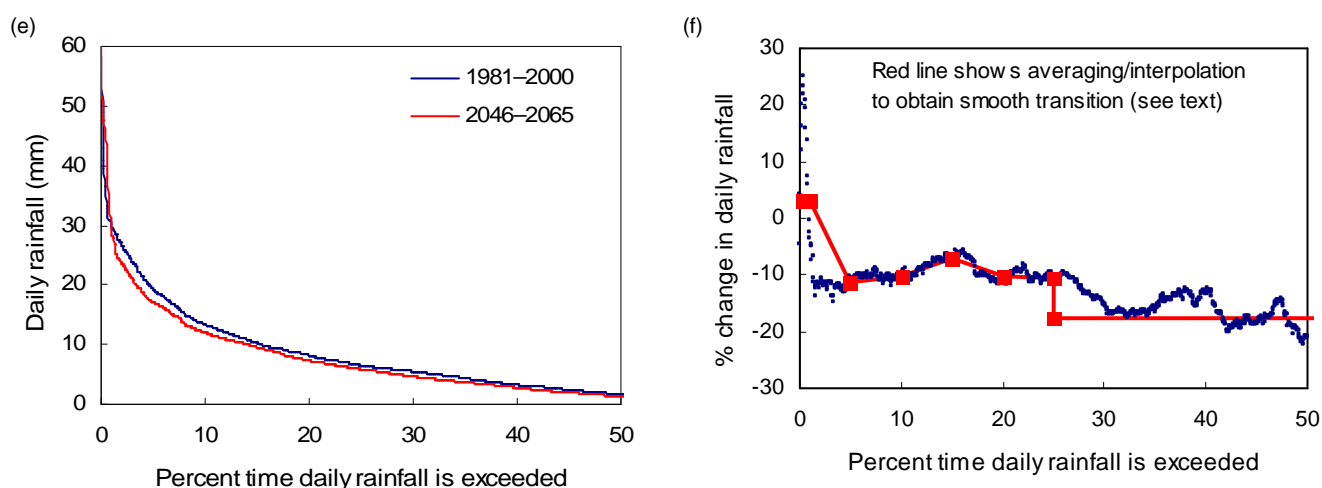 (e)
60
50
40
30
20
10
0
Daily rainfall (mm)
1981–2000
2046–2065
0 10 20 30 40 50
Percent time daily rainfall is exceeded
(f)
30
20
10
0
-10
-20
-30
% change in daily rainfall
Red line shows averaging/interpolation
to obtain smooth transition (see text)
0 10 20 30 40 50
Percent time daily rainfall is exceeded